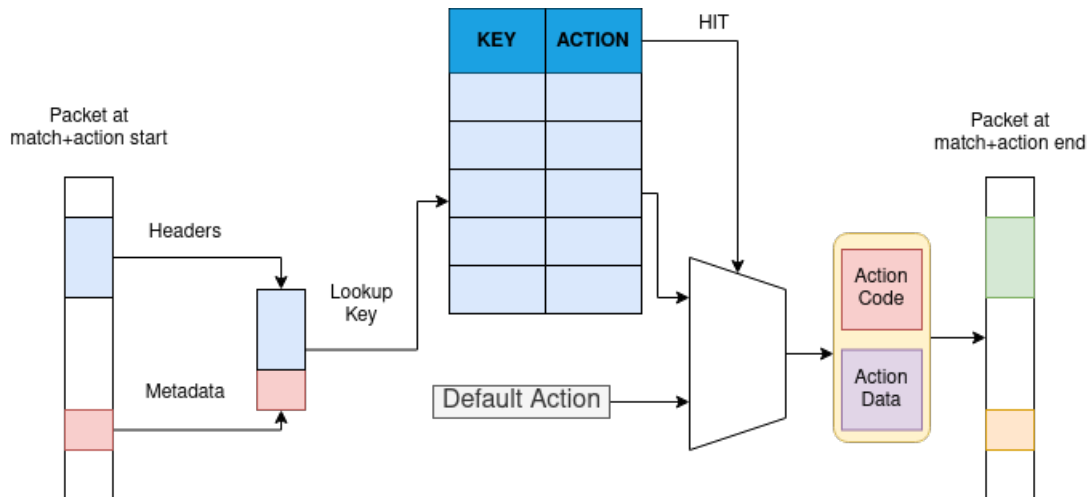 KEY
ACTION
HIT
Packet at
match+action start
Packet at
match+action end
Headers
Lookup
Key
Metadata
Default Action
Action
Code
Action
Data